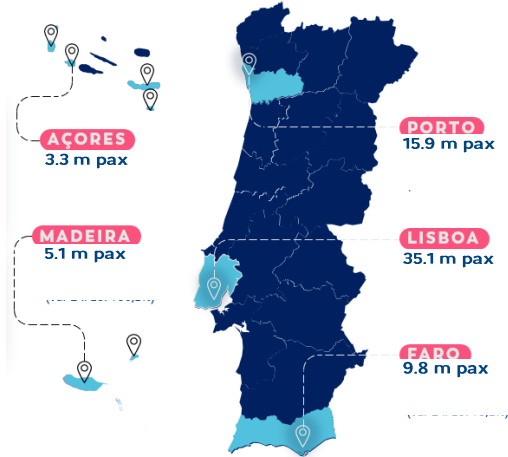 AÇORES
3.3 m pax
MADEIRA
5.1 m pax
PORTO
15.9 m pax
LISBOA
35.1 m pax
FARO
9.8 m pax